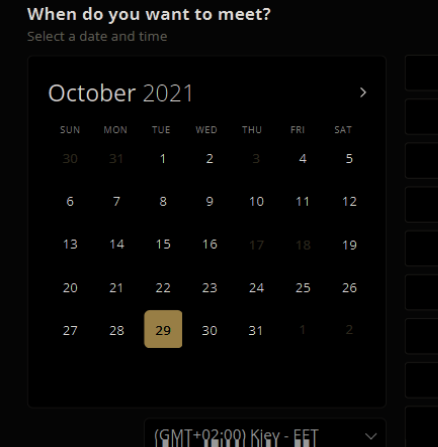 When do you want to meet?
Select a date and time
October 2021
SUN MON TUE WED THU FRI SAT
30 31 1 2 3 4 5
6 7 8 9 10 11 12
13 14 15 16 17 18 19
20 21 22 23 24 25 26
27 28 29 30 31 1 2
(GMT+02:00) Kiev - EET